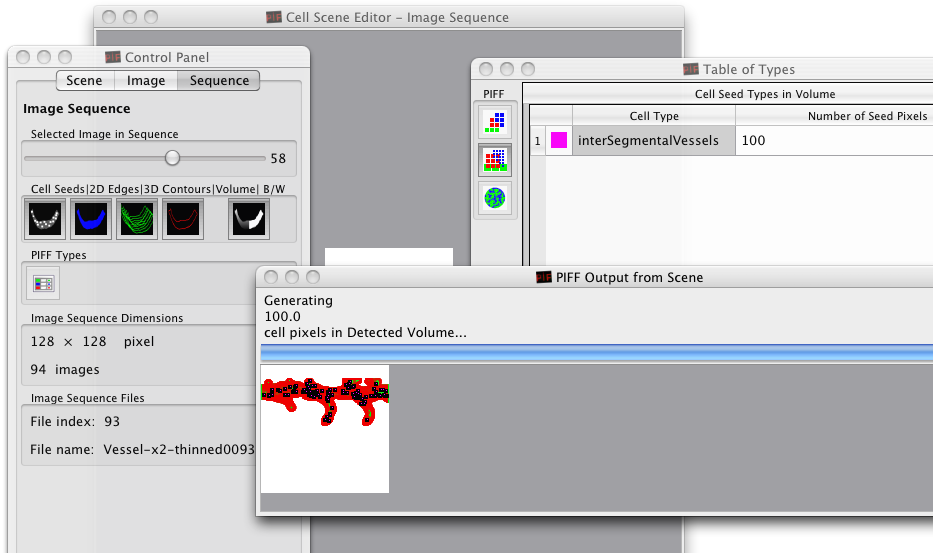 Cell Scene Editor - Image Sequence
Control Panel
Scene Image Sequence
Image Sequence
Selected Image in Sequence
58
Cell Seeds|2D Edges|3D Contours|Volume| B/W
PIFF Types
Image Sequence Dimensions
128 × 128 pixel
94 images
Image Sequence Files
File index: 93
File name: Vessel-x2-thinned0093
Table of Types
PIFF
Cell Seed Types in Volume
Cell Type Number of Seed Pixels
1 interSegmentalVessels 100
PIFF Output from Scene
Generating
100.0
cell pixels in Detected Volume...